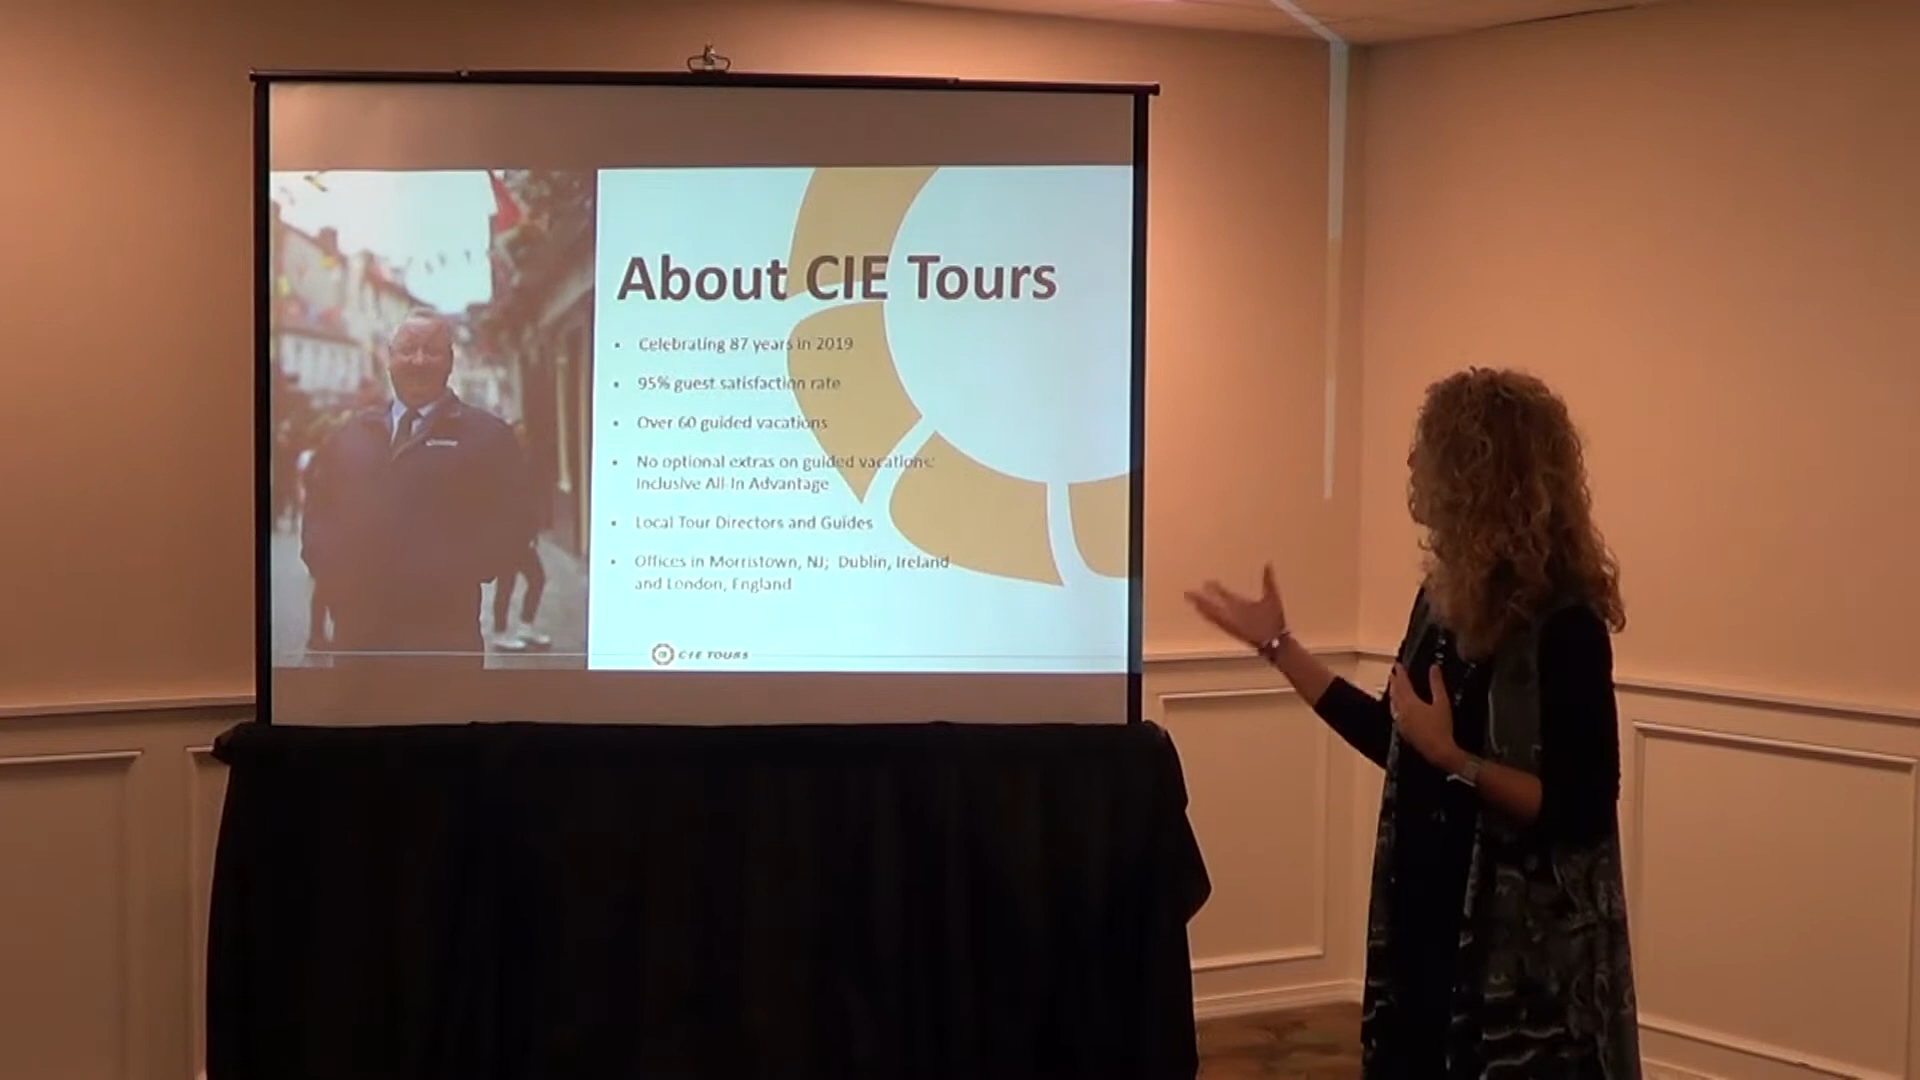 About CIE Tours
• Celebrating 87 years in 2019
• 95% guest satisfaction rate
• Over 60 guided vacations
• No optional extras on guided vacations:
Inclusive All-In Advantage
• Local Tour Directors and Guides
• Offices in Morristown, NJ; Dublin, Ireland
and London, England
CIE TOURS